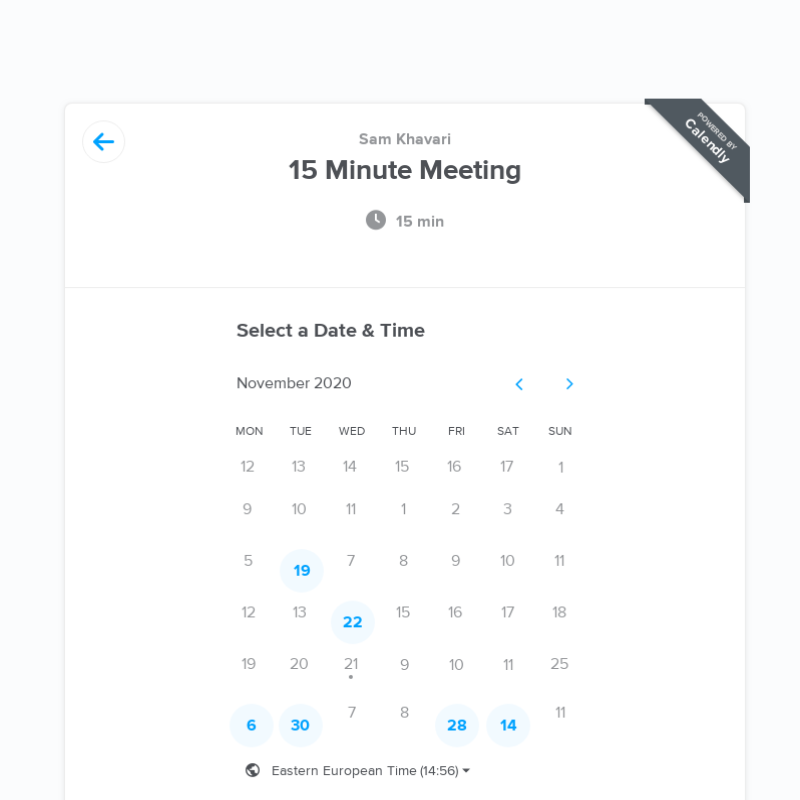 POWERED BY
Calendly
Sam Khavari
15 Minute Meeting
15 min
Select a Date & Time
November 2020
MON TUE WED THU FRI SAT SUN
12 13 14 15 16 17 1
9 10 11 1 2 3 4
5 19 7 8 9 10 11
12 13 22 15 16 17 18
19 20 21 9 10 11 25
6 30 7 8 28 14 11
Eastern European Time (14:56)